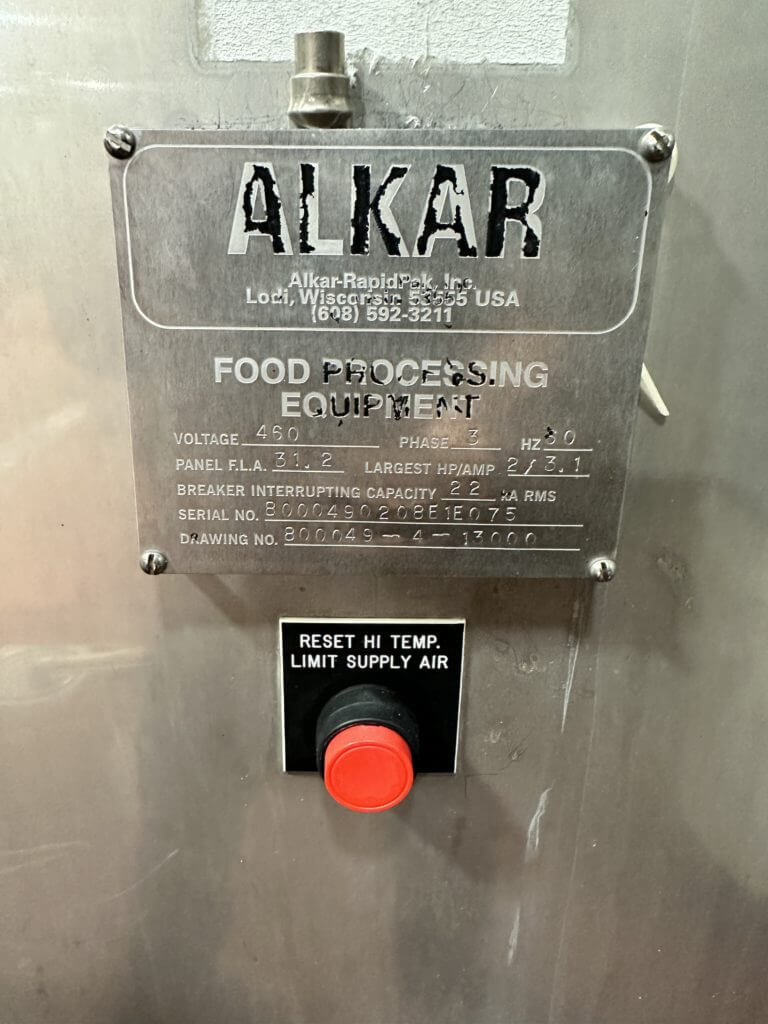 ALKAR
Alkar-RapidPak, Inc.
Lodi, Wisconsin 53555 USA
(608) 592-3211
FOOD PROCESSING
EQUIPMENT
VOLTAGE 460 PHASE 3 HZ 60
PANEL F.L.A. 31.2 LARGEST HP/AMP 2/3.1
BREAKER INTERRUPTING CAPACITY 22 kA RMS
SERIAL NO. 8000490208E1E075
DRAWING NO. 800049-4-13000
RESET HI TEMP.
LIMIT SUPPLY AIR